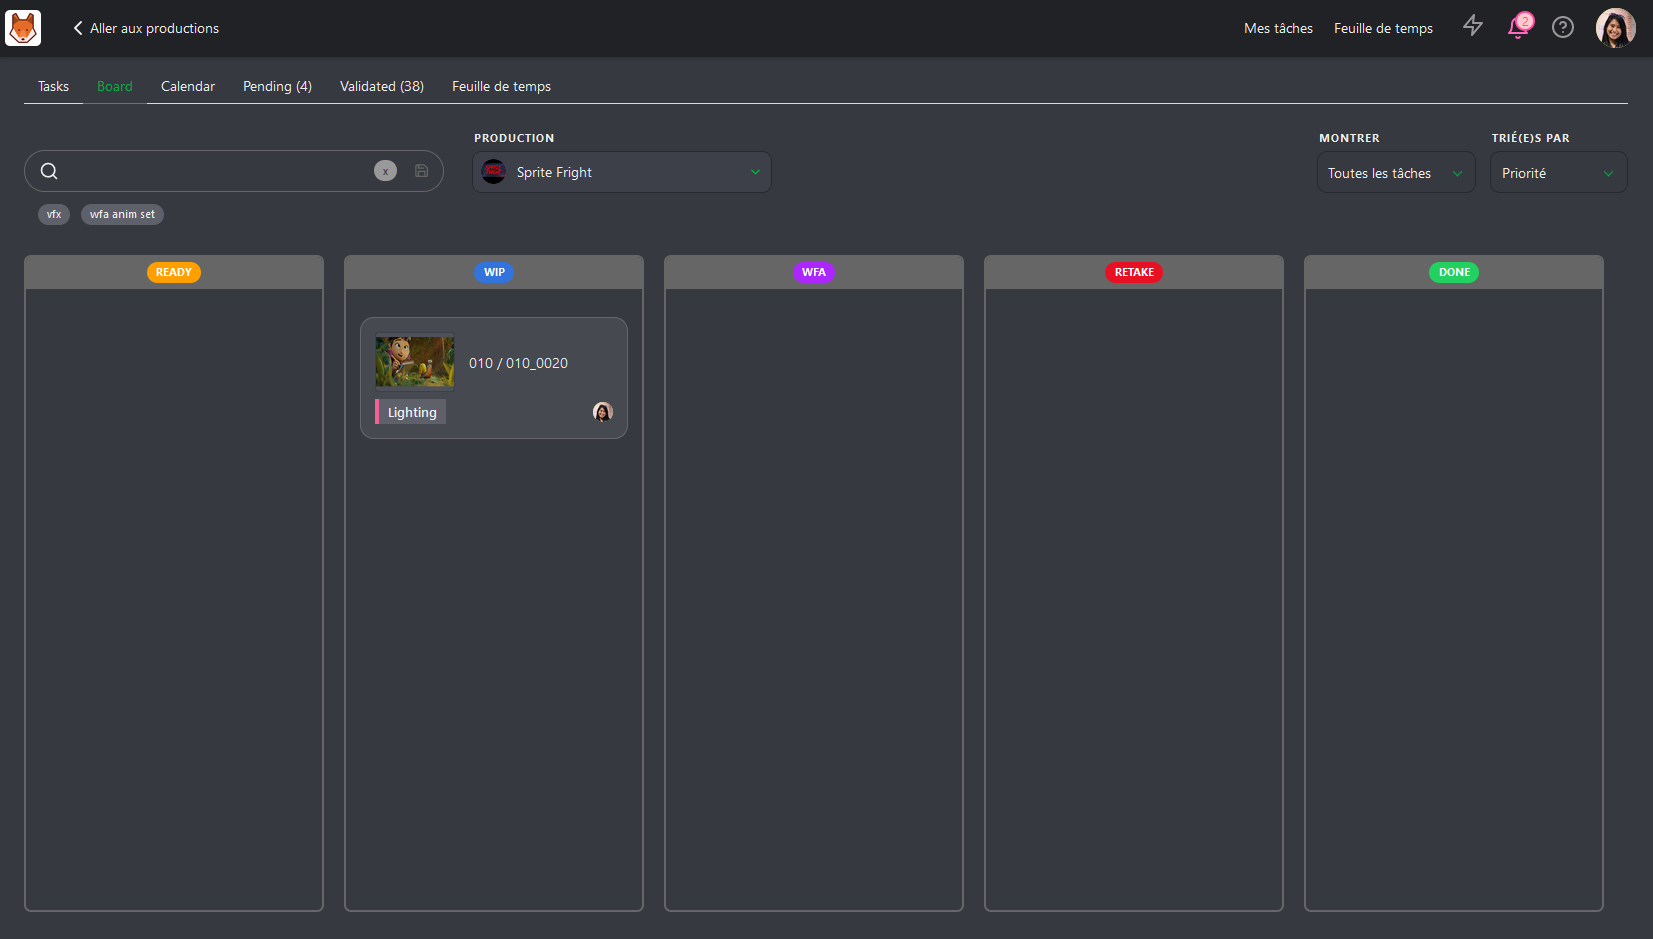 Aller aux productions
Mes tâches
Feuille de temps
2
Tasks
Board
Calendar
Pending (4)
Validated (38)
Feuille de temps
PRODUCTION
MONTRER
TRIÉ(E)S PAR
x
Sprite Fright
Toutes les tâches
Priorité
vfx
wfa anim set
READY
WIP
WFA
RETAKE
DONE
010 / 010_0020
Lighting